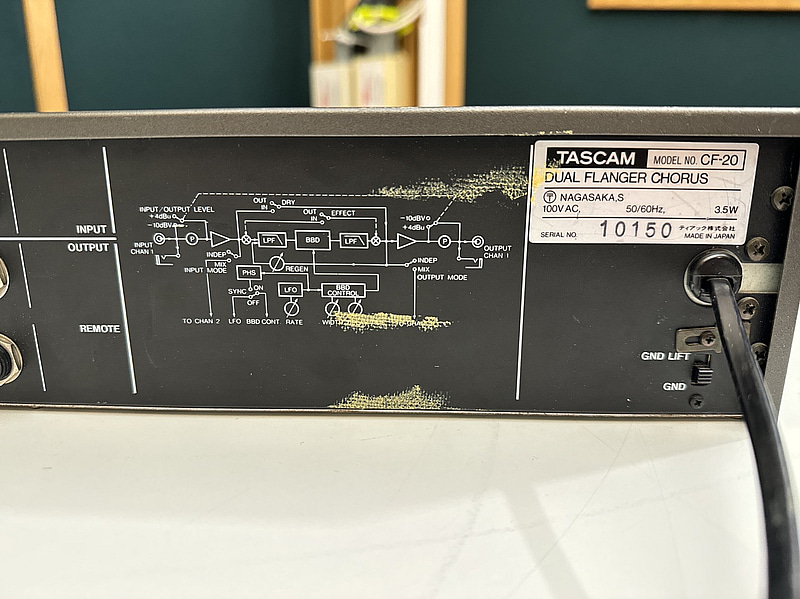 INPUT
OUTPUT
REMOTE
INPUT/OUTPUT LEVEL
+4dBu
-10dBV
INPUT
CHAN 1
OUT
IN
DRY
OUT
IN
EFFECT
-10dBV
+4dBu
P
LPF
BBD
LPF
P
OUTPUT
CHAN 1
INDEP
MIX
INPUT MODE
REGEN
INDEP
MIX
OUTPUT MODE
PHS
SYNC
ON
OFF
LFO
BBD
CONTROL
TO CHAN 2
LFO
BBD CONT.
RATE
TASCAM MODEL NO. CF-20
DUAL FLANGER CHORUS
NAGASAKA,S
100V AC, 50/60Hz, 3.5W
SERIAL NO. 10150 ティアック株式会社
MADE IN JAPAN
GND LIFT
GND